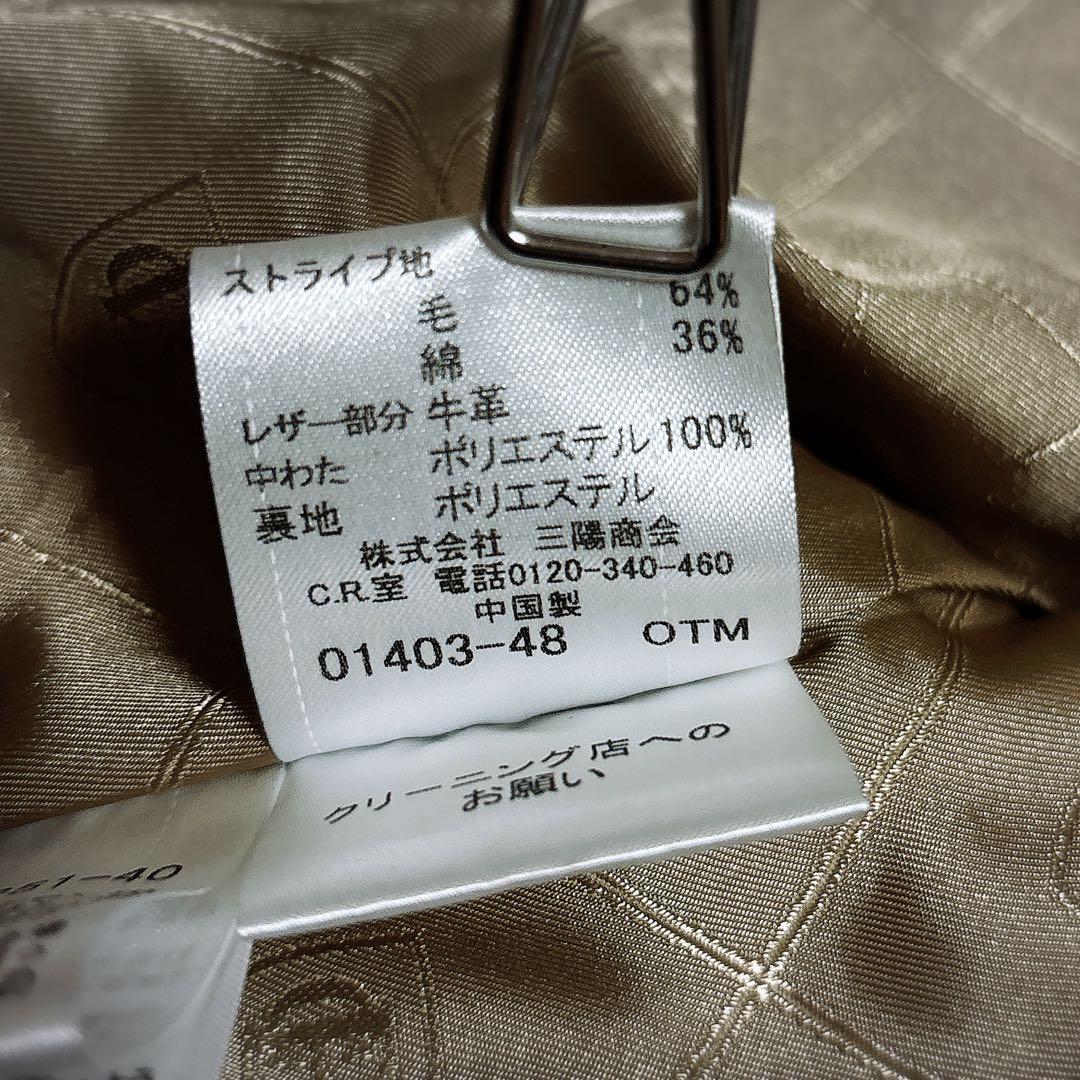 ストライプ地
毛 64%
綿 36%
レザー部分 牛革
中わた ポリエステル 100%
裏地 ポリエステル
株式会社 三陽商会
C.R.室 電話0120-340-460
中国製
01403-48 OTM
クリーニング店への
お願い
351-40